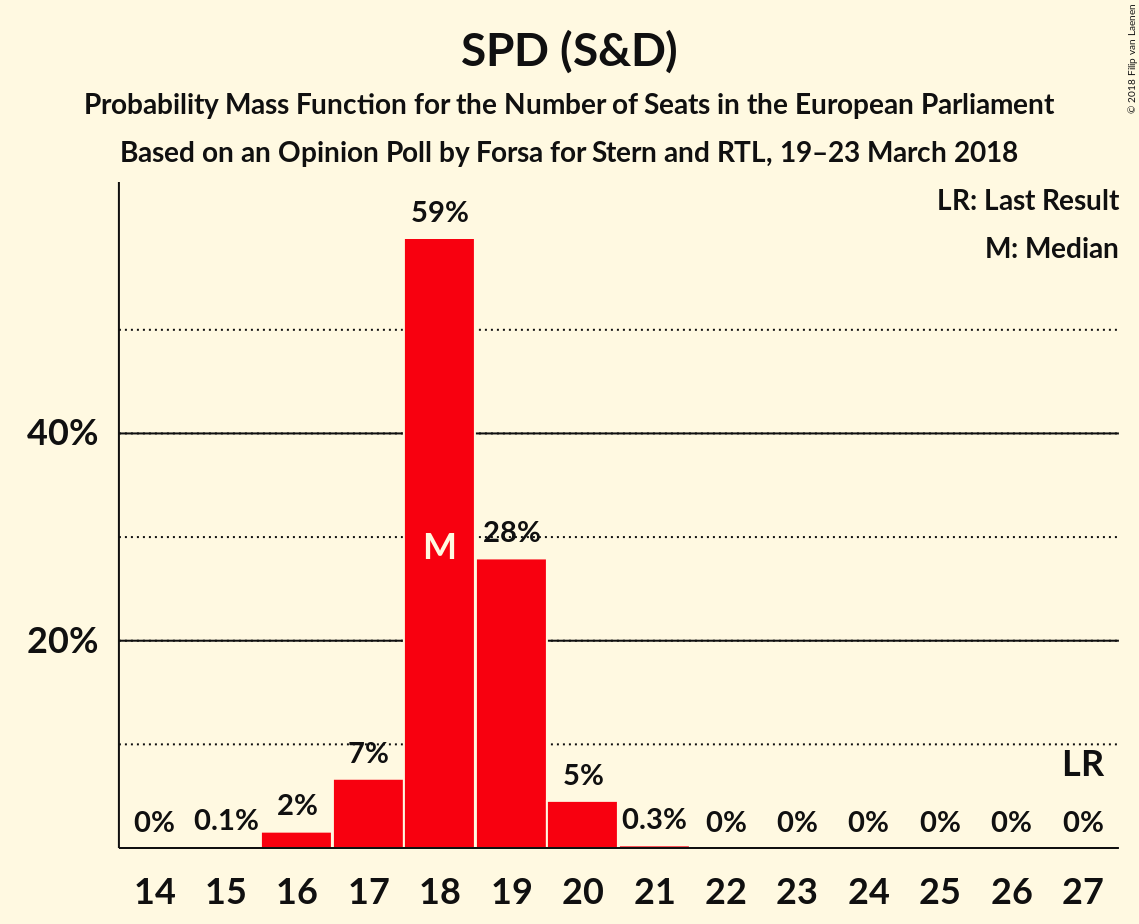 SPD (S&D)
Probability Mass Function for the Number of Seats in the European Parliament
Based on an Opinion Poll by Forsa for Stern and RTL, 19–23 March 2018
© 2018 Filip van Laenen
LR: Last Result
M: Median
59%
40%
28%
M
20%
7%
LR
5%
2%
0% 0.1% 0.3% 0% 0% 0% 0% 0% 0%
14 15 16 17 18 19 20 21 22 23 24 25 26 27